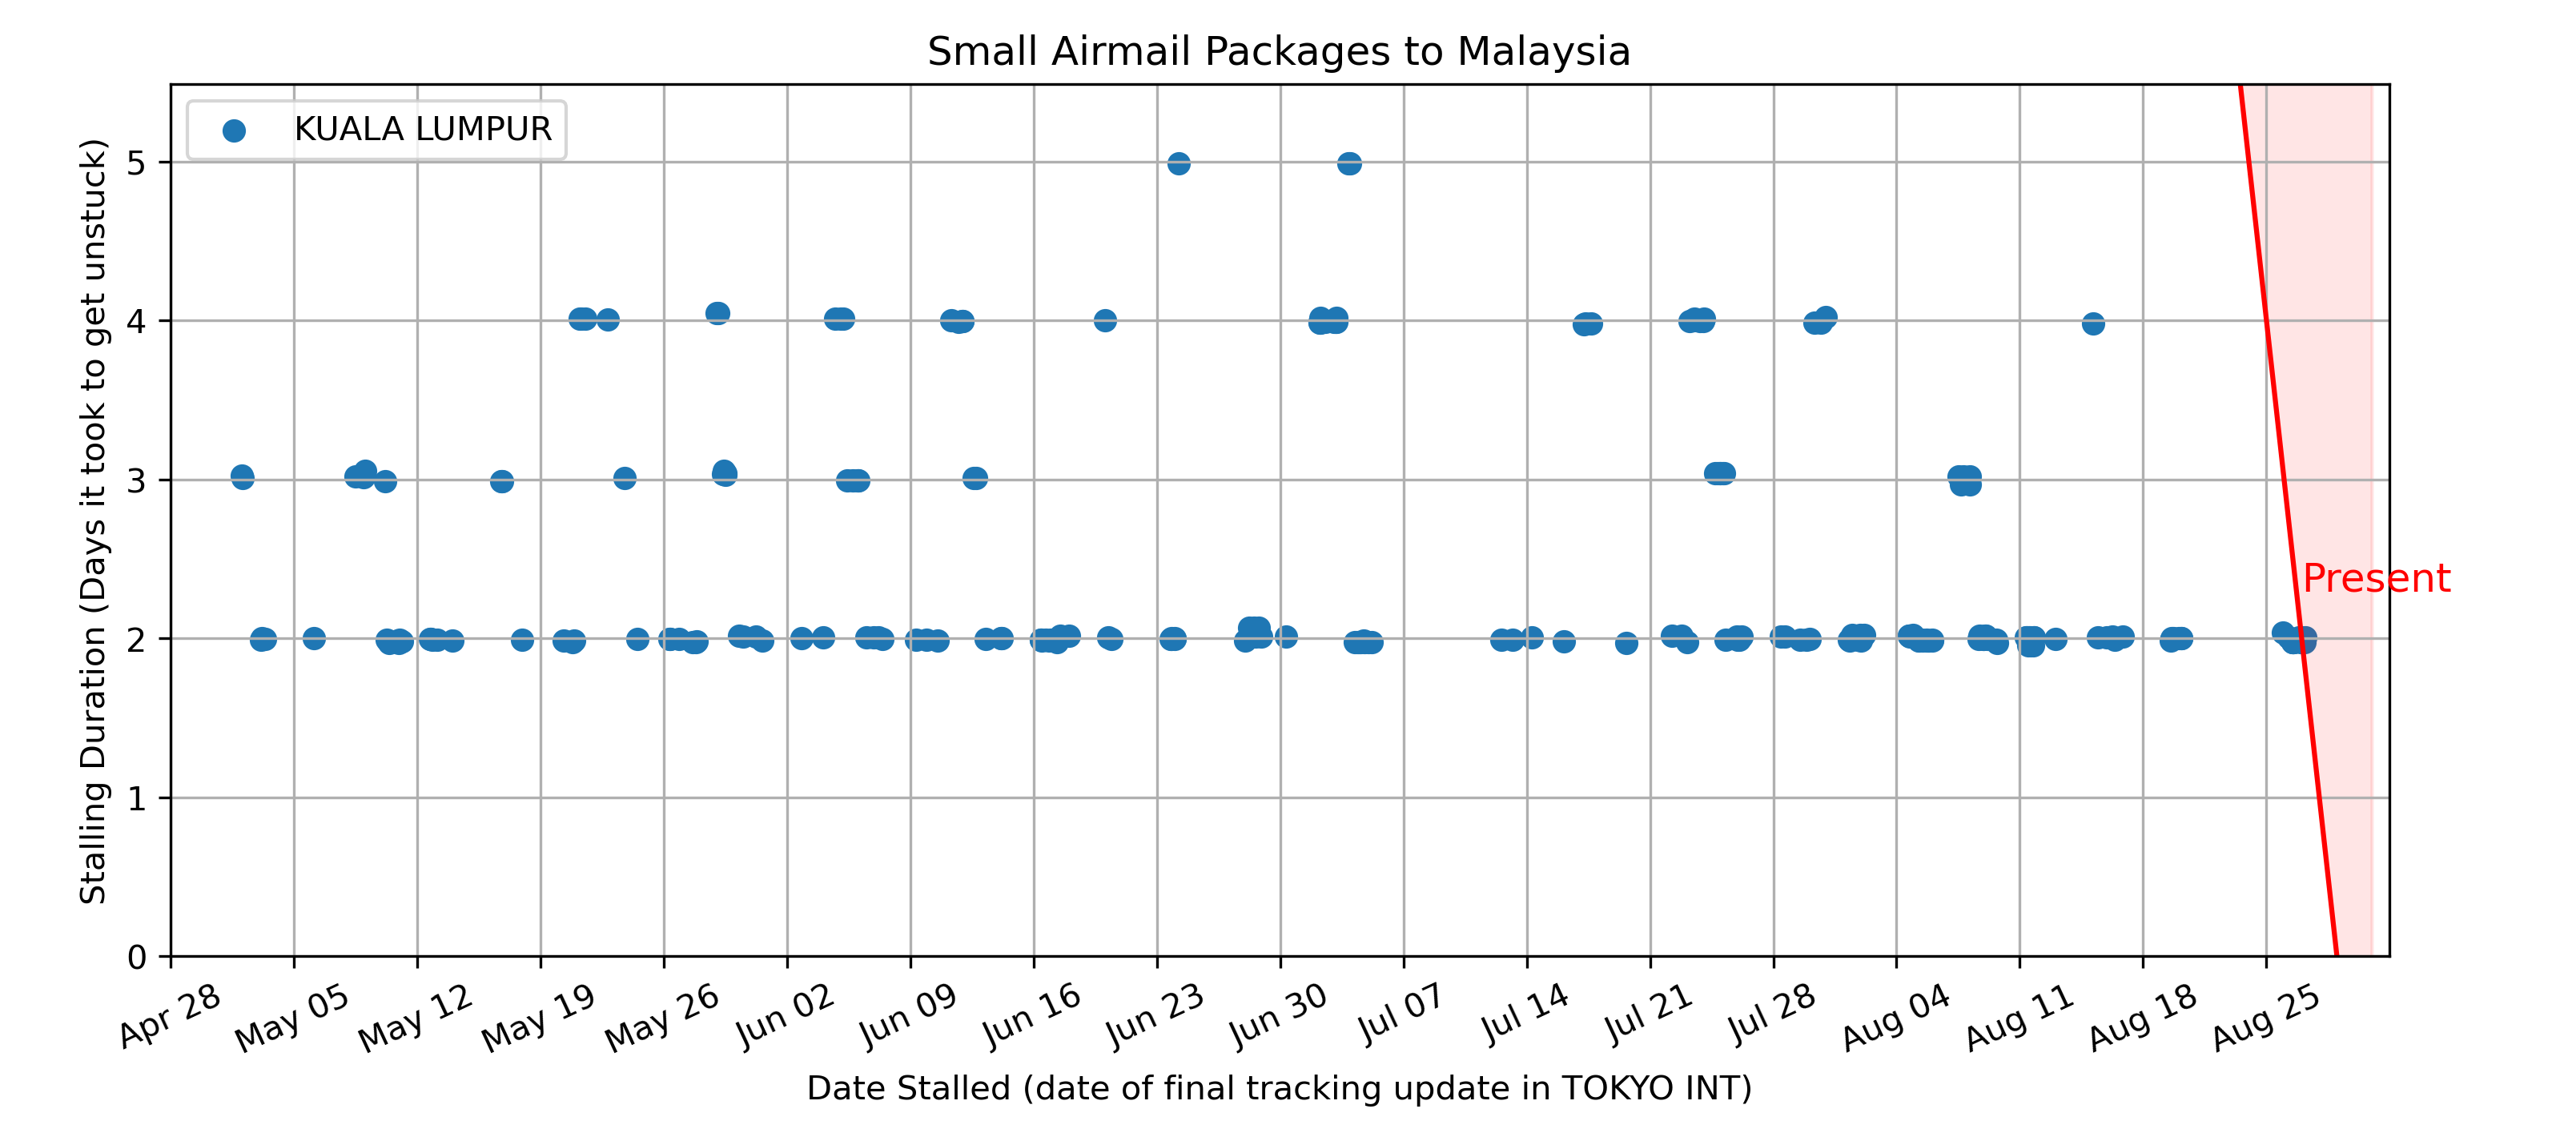 Small Airmail Packages to Malaysia
KUALA LUMPUR
Stalling Duration (Days it took to get unstuck)
5
4
3
2
1
0
Present
Apr 28
May 05
May 12
May 19
May 26
Jun 02
Jun 09
Jun 16
Jun 23
Jun 30
Jul 07
Jul 14
Jul 21
Jul 28
Aug 04
Aug 11
Aug 18
Aug 25
Date Stalled (date of final tracking update in TOKYO INT)